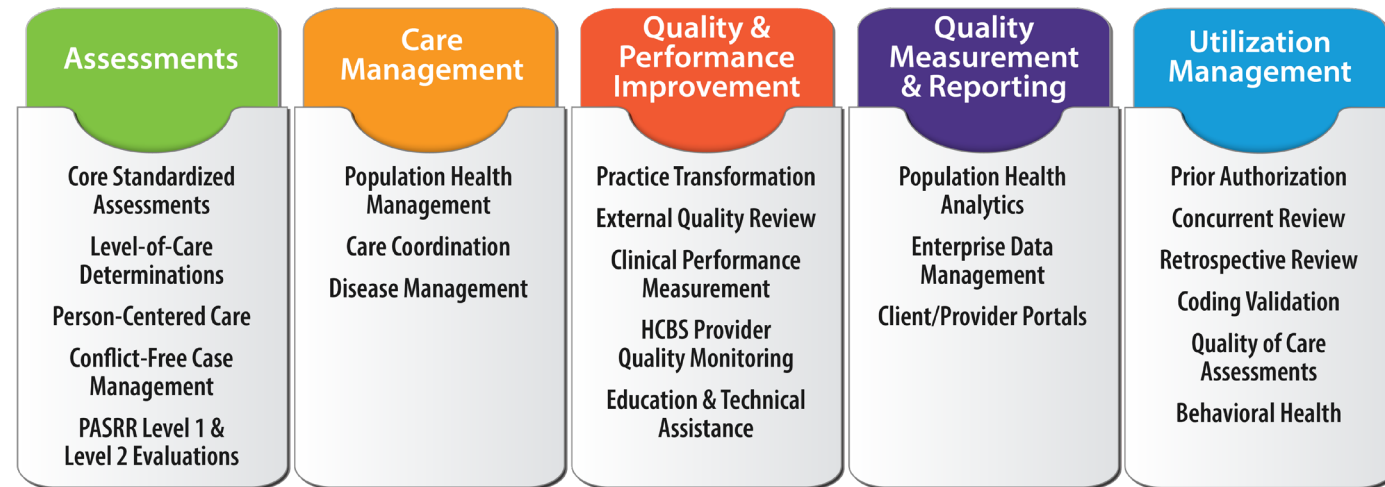 Assessments
Core Standardized
Assessments
Level-of-Care
Determinations
Person-Centered Care
Conflict-Free Case
Management
PASRR Level 1 &
Level 2 Evaluations
Care
Management
Population Health
Management
Care Coordination
Disease Management
Quality &
Performance
Improvement
Practice Transformation
External Quality Review
Clinical Performance
Measurement
HCBS Provider
Quality Monitoring
Education & Technical
Assistance
Quality
Measurement
& Reporting
Population Health
Analytics
Enterprise Data
Management
Client/Provider Portals
Utilization
Management
Prior Authorization
Concurrent Review
Retrospective Review
Coding Validation
Quality of Care
Assessments
Behavioral Health